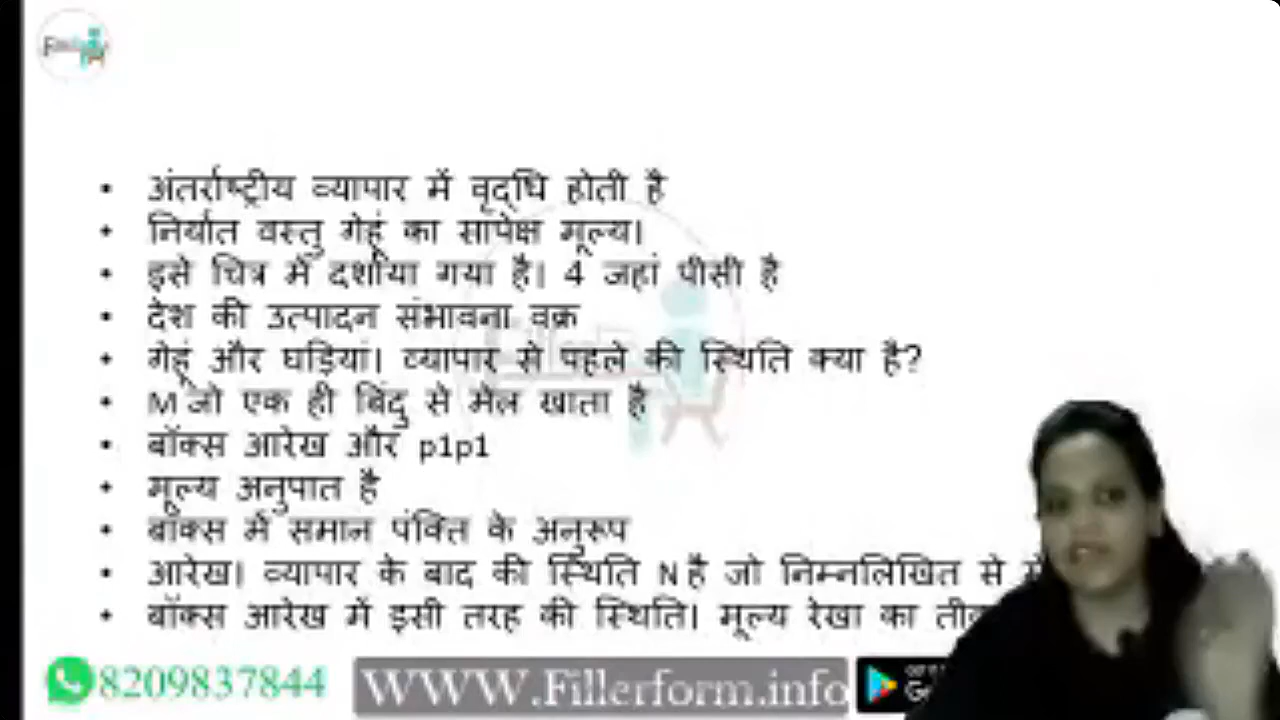 अंतर्राष्ट्रीय व्यापार में वृद्धि होती है
निर्यात वस्तु गेहूं का सापेक्ष मूल्य।
इसे चित्र में दर्शाया गया है। 4 जहां पीसी है
देश की उत्पादन संभावना वक्र
गेहूं और घड़ियां। व्यापार से पहले की स्थिति क्या है?
M जो एक ही बिंदु से मेल खाता है
बॉक्स आरेख और p1p1
मूल्य अनुपात है
बॉक्स में समान पंक्ति के अनुरूप
आरेख। व्यापार के बाद की स्थिति N है जो निम्नलिखित से
बॉक्स आरेख में इसी तरह की स्थिति। मूल्य रेखा का
8209837844 WWW.Fillerform.info